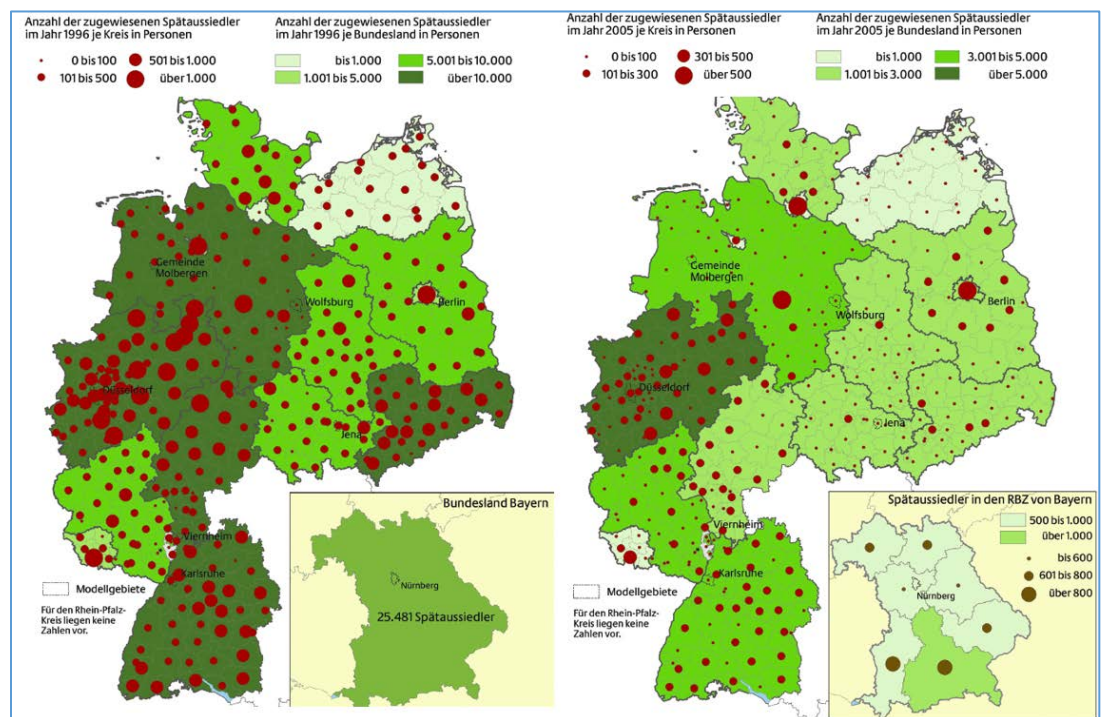 Anzahl der zugewiesenen Spätaussiedler
im Jahr 1996 je Kreis in Personen
0 bis 100
101 bis 500
501 bis 1.000
über 1.000
Anzahl der zugewiesenen Spätaussiedler
im Jahr 1996 je Bundesland in Personen
bis 1.000
1.001 bis 5.000
5.001 bis 10.000
über 10.000
Gemeinde
Molbergen
Wolfsburg
Berlin
Düsseldorf
Jena
Viernheim
Karlsruhe
Modellgebiete
Für den Rhein-Pfalz-
Kreis liegen keine
Zahlen vor.
Bundesland Bayern
Nürnberg
25.481 Spätaussiedler
Anzahl der zugewiesenen Spätaussiedler
im Jahr 2005 je Kreis in Personen
0 bis 100
101 bis 300
301 bis 500
über 500
Anzahl der zugewiesenen Spätaussiedler
im Jahr 2005 je Bundesland in Personen
bis 1.000
1.001 bis 3.000
3.001 bis 5.000
über 5.000
Gemeinde
Molbergen
Wolfsburg
Berlin
Düsseldorf
Jena
Viernheim
Karlsruhe
Modellgebiete
Für den Rhein-Pfalz-
Kreis liegen keine
Zahlen vor.
Spätaussiedler in den RBZ von Bayern
500 bis 1.000
über 1.000
bis 600
601 bis 800
über 800
Nürnberg